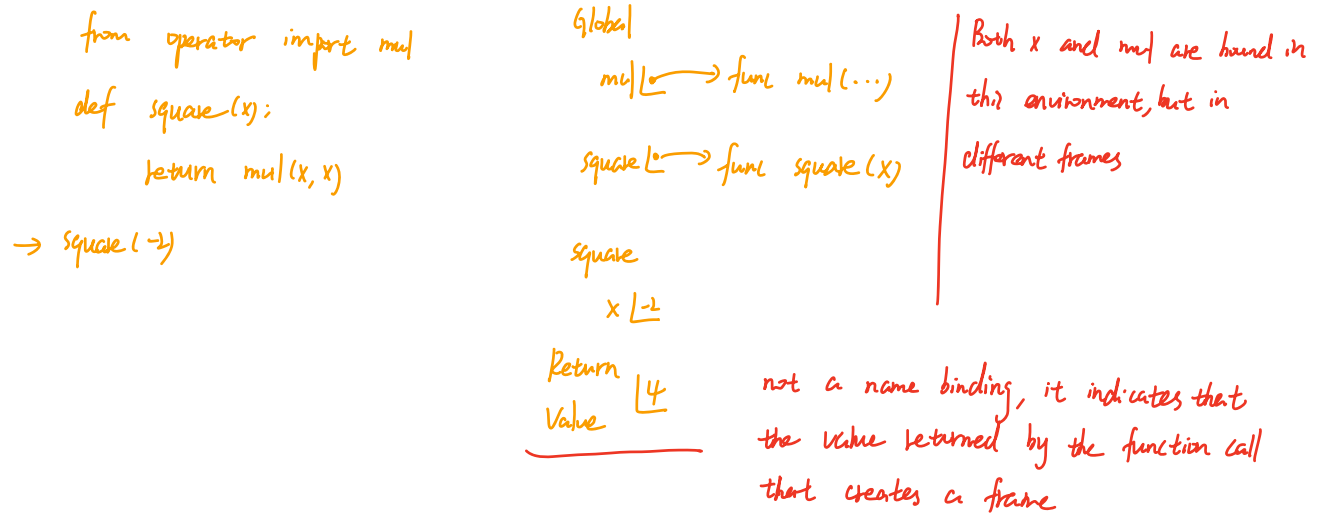 from operator import mul
def square(x):
return mul(x, x)
→ square(-2)
Global
mul → func mul(...)
square → func square(x)
square
x -2
Return
Value 4
Both x and mul are bound in
this environment, but in
different frames
not a name binding, it indicates that
the value returned by the function call
that creates a frame